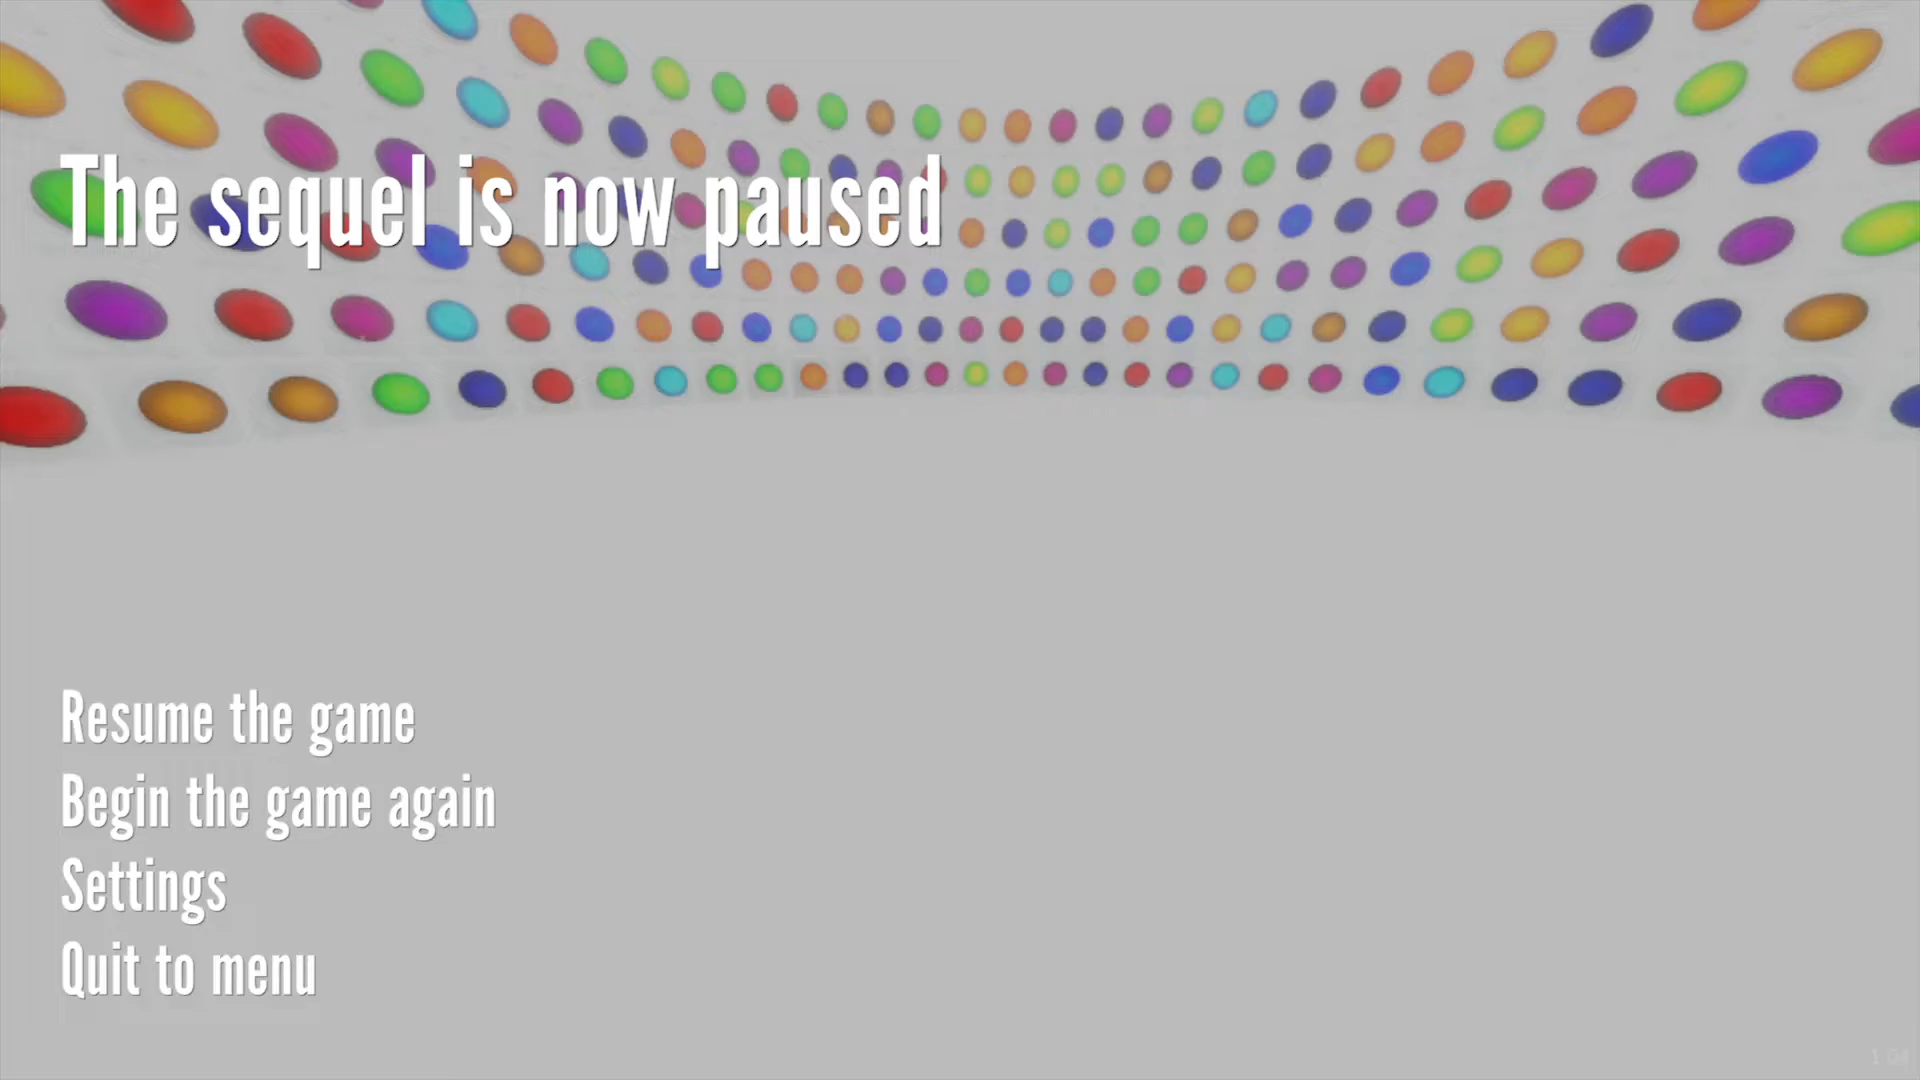 The sequel is now paused
Resume the game
Begin the game again
Settings
Quit to menu